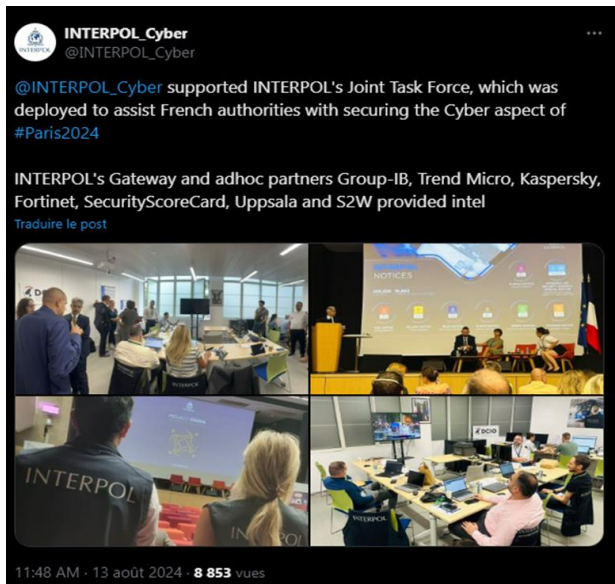 INTERPOL_Cyber
@INTERPOL_Cyber
@INTERPOL_Cyber supported INTERPOL's Joint Task Force, which was
deployed to assist French authorities with securing the Cyber aspect of
#Paris2024
INTERPOL's Gateway and adhoc partners Group-IB, Trend Micro, Kaspersky,
Fortinet, SecurityScoreCard, Uppsala and S2W provided intel
Traduire le post
INTERPOL
NOTICES
INTERPOL
INTERPOL
DCIO
INTERPOL
11:48 AM · 13 août 2024 · 8 853 vues